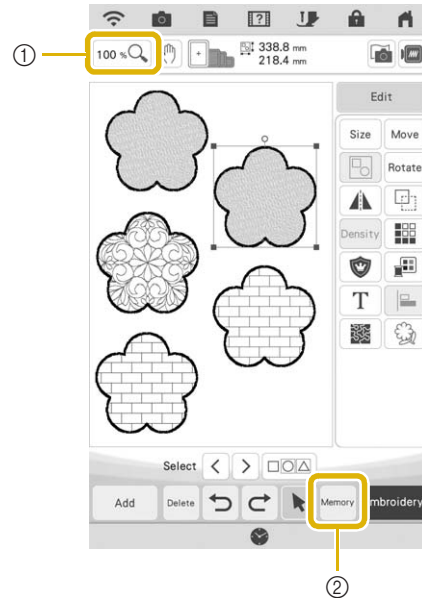 ①
100 %
338.8 mm
218.4 mm
Edit
Size Move
Rotate
Density
T
Select
Add Delete Memory mbroidery
②